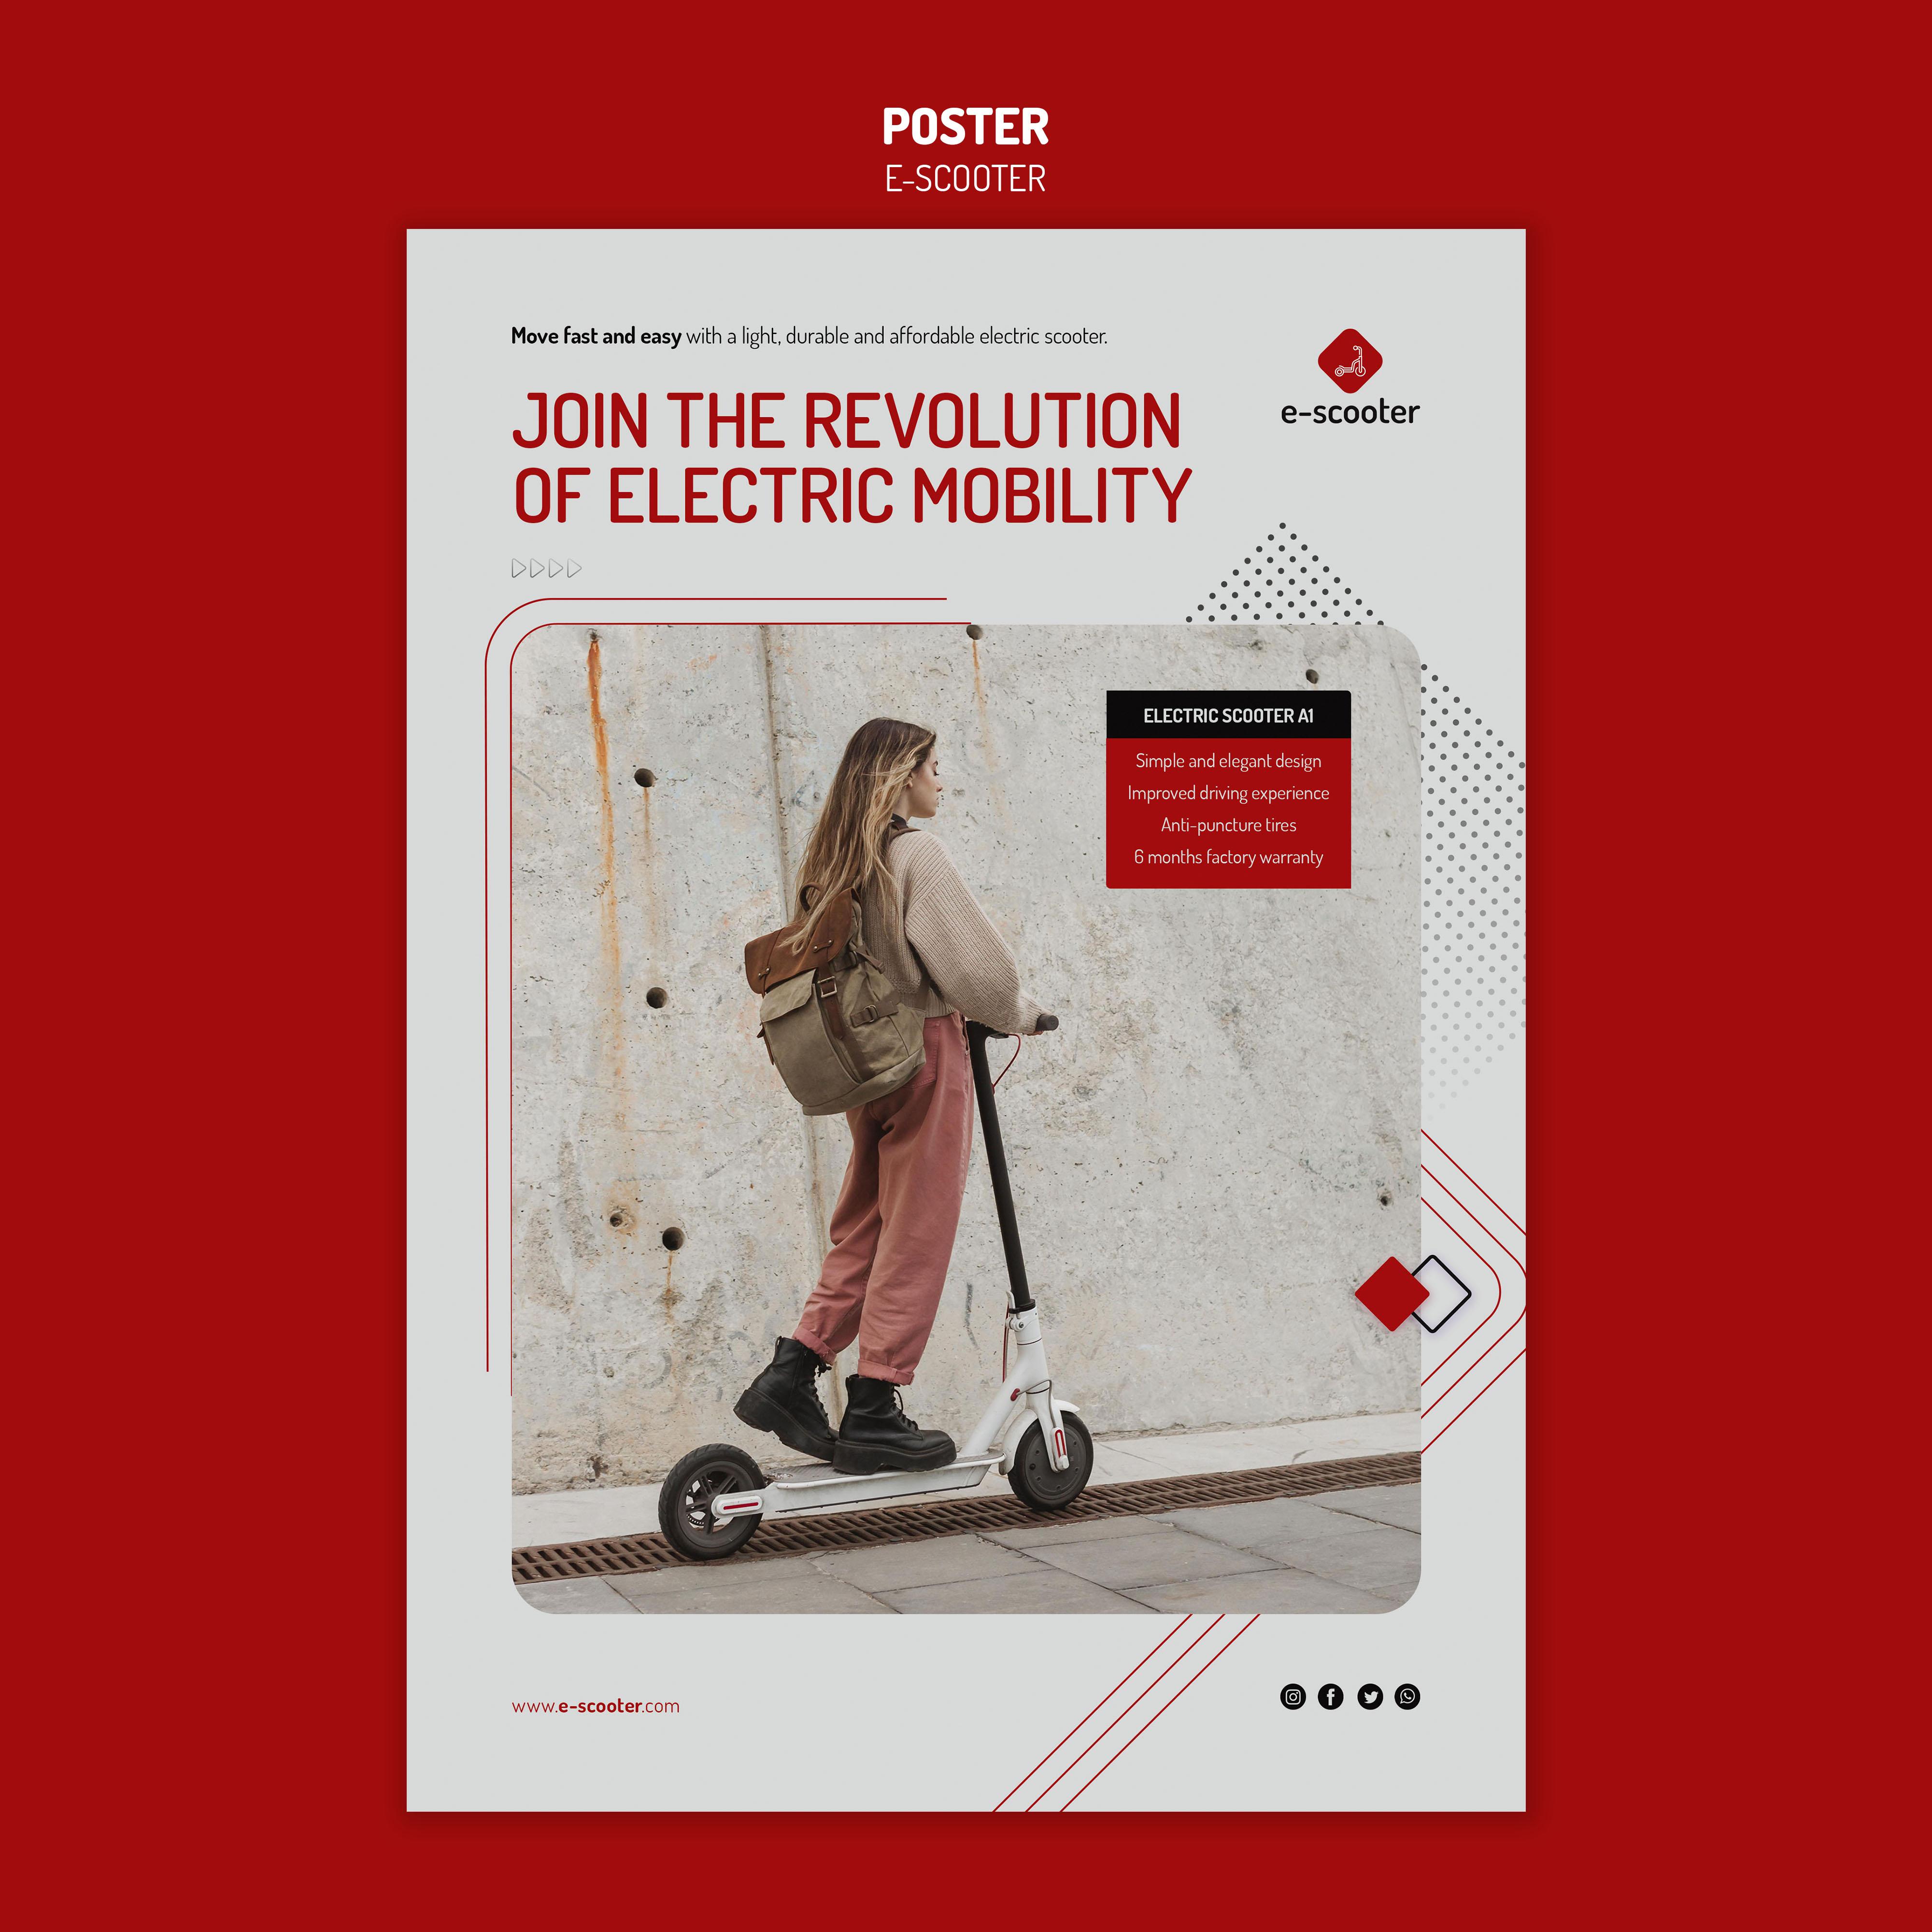 POSTER
E-SCOOTER
Move fast and easy with a light, durable and affordable electric scooter.
e-scooter
JOIN THE REVOLUTION
OF ELECTRIC MOBILITY
ELECTRIC SCOOTER A1
Simple and elegant design
Improved driving experience
Anti-puncture tires
6 months factory warranty
www.e-scooter.com